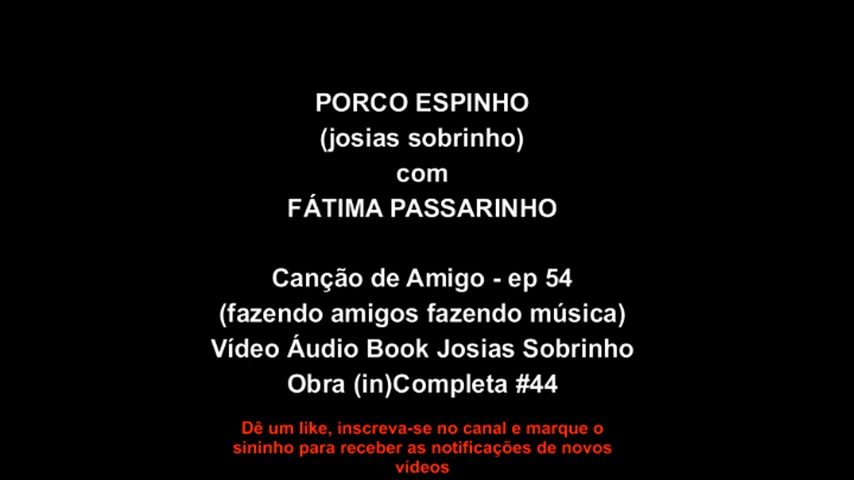 PORCO ESPINHO
(josias sobrinho)
com
FÁTIMA PASSARINHO
Canção de Amigo - ep 54
(fazendo amigos fazendo música)
Vídeo Áudio Book Josias Sobrinho
Obra (in)Completa #44
Dê um like, inscreva-se no canal e marque o
sininho para receber as notificações de novos
vídeos